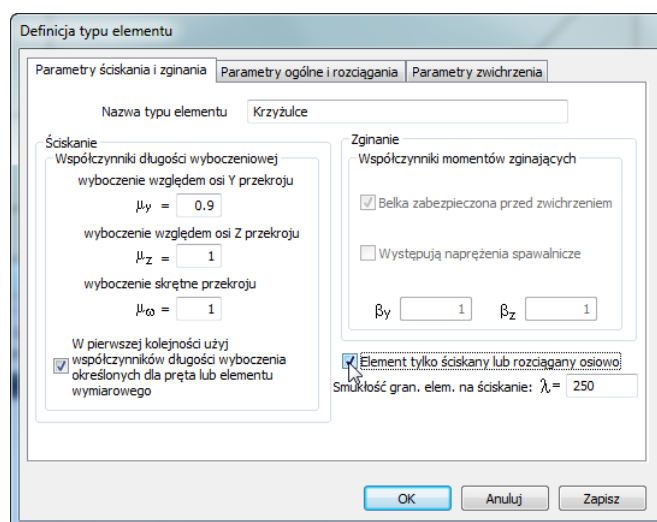 Definicja typu elementu
Parametry ściskania i zginania
Parametry ogólne i rozciągania
Parametry zwichrzenia
Nazwa typu elementu
Krzyżulce
Ściskanie
Współczynniki długości wyboczeniowej
wyboczenie względem osi Y przekroju
μy = 0.9
wyboczenie względem osi Z przekroju
μz = 1
wyboczenie skrętne przekroju
μω = 1
W pierwszej kolejności użyj
współczynników długości wyboczenia
określonych dla pręta lub elementu
wymiarowego
Zginanie
Współczynniki momentów zginających
Belka zabezpieczona przed zwichrzeniem
Występują naprężenia spawalnicze
βy 1 βz 1
Element tylko ściskany lub rozciągany osiowo
Smukłość gran. elem. na ściskanie: λ= 250
OK
Anuluj
Zapisz